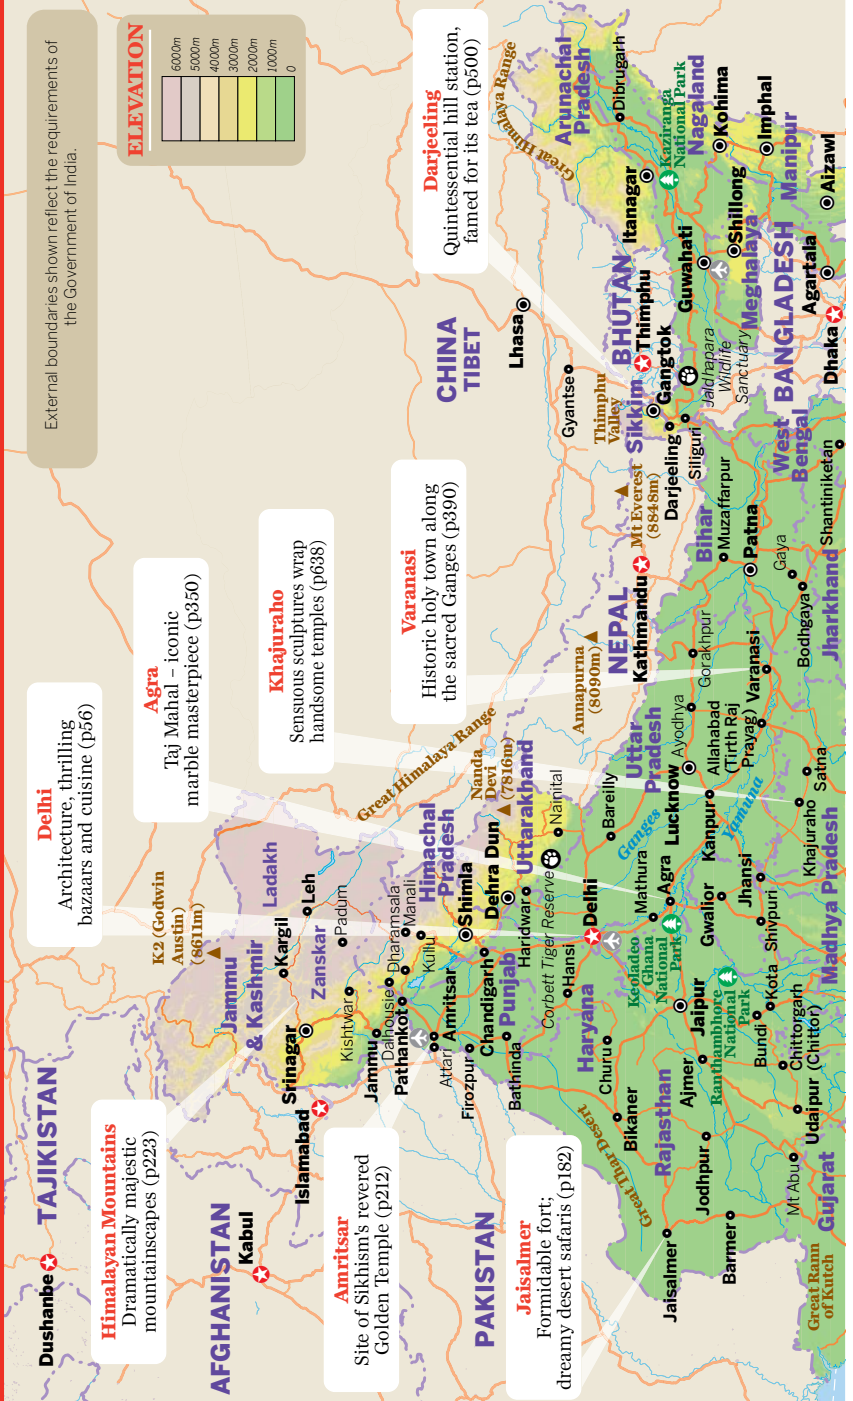 External boundaries shown reflect the requirements of
the Government of India.
ELEVATION
6000m
5000m
4000m
3000m
2000m
1000m
0
Himalayan Mountains
Dramatically majestic
mountainscapes (p223)
Delhi
Architecture, thrilling
bazaars and cuisine (p56)
Agra
Taj Mahal – iconic
marble masterpiece (p350)
Khajuraho
Sensuous sculptures wrap
handsome temples (p638)
Varanasi
Historic holy town along
the sacred Ganges (p390)
Darjeeling
Quintessential hill station,
famed for its tea (p500)
Amritsar
Site of Sikhism's revered
Golden Temple (p212)
Jaisalmer
Formidable fort;
dreamy desert safaris (p182)
Dushanbe
TAJIKISTAN
AFGHANISTAN
Kabul
Islamabad
PAKISTAN
K2 (Godwin
Austin)
(8611m)
Jammu
& Kashmir
Ladakh
Kargil
Leh
Zanskar
Padum
Srinagar
Kishtwar
Jammu
Dalhousie
Dharamsala
Pathankot
Manali
Kullu
Himachal
Pradesh
Attari
Amritsar
Firozpur
Chandigarh
Shimla
Punjab
Bathinda
Dehra Dun
Haridwar
Uttarakhand
Nanda
Devi
(7816m)
Nainital
Corbett Tiger Reserve
Great Himalaya Range
CHINA
TIBET
Lhasa
Gyantse
Great Himalaya Range
Arunachal
Pradesh
Dibrugarh
Itanagar
Kaziranga
National Park
Nagaland
Kohima
Imphal
Manipur
Aizawl
Shillong
Guwahati
Meghalaya
BHUTAN
Thimphu
Thimphu
Valley
Sikkim
Gangtok
Jaldhapara
Wildlife
Sanctuary
BANGLADESH
Agartala
Dhaka
Darjeeling
Siliguri
West
Bengal
Shantiniketan
Mt Everest
(8848m)
NEPAL
Kathmandu
Annapurna
(8090m)
Bihar
Muzaffarpur
Patna
Gaya
Bodhgaya
Jharkhand
Gorakhpur
Varanasi
Uttar
Pradesh
Ayodhya
Lucknow
Allahabad
(Tirth Raj
Prayag)
Bareilly
Ganges
Kanpur
Yamuna
Satna
Khajuraho
Madhya Pradesh
Jhansi
Shivpuri
Gwalior
Agra
Mathura
Delhi
Hansi
Haryana
Keoladeo
Ghana
National
Park
Jaipur
Ranthambhore
National
Park
Kota
Bundi
Chittorgarh
Udaipur (Chittor)
Churu
Bikaner
Ajmer
Rajasthan
Great Thar Desert
Jodhpur
Mt Abu
Jaisalmer
Barmer
Gujarat
Great Rann
of Kutch